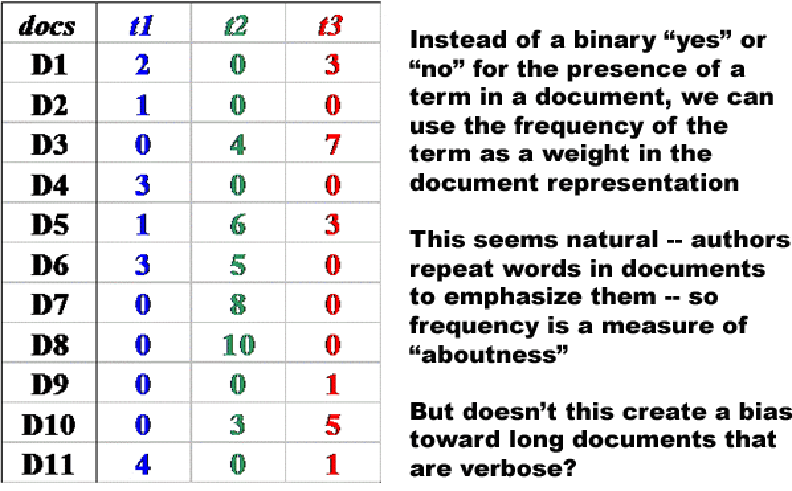 docs t1 t2 t3
D1 2 0 3
D2 1 0 0
D3 0 4 7
D4 3 0 0
D5 1 6 3
D6 3 5 0
D7 0 8 0
D8 0 10 0
D9 0 0 1
D10 0 3 5
D11 4 0 1
Instead of a binary “yes” or
“no” for the presence of a
term in a document, we can
use the frequency of the
term as a weight in the
document representation
This seems natural -- authors
repeat words in documents
to emphasize them -- so
frequency is a measure of
“aboutness”
But doesn’t this create a bias
toward long documents that
are verbose?